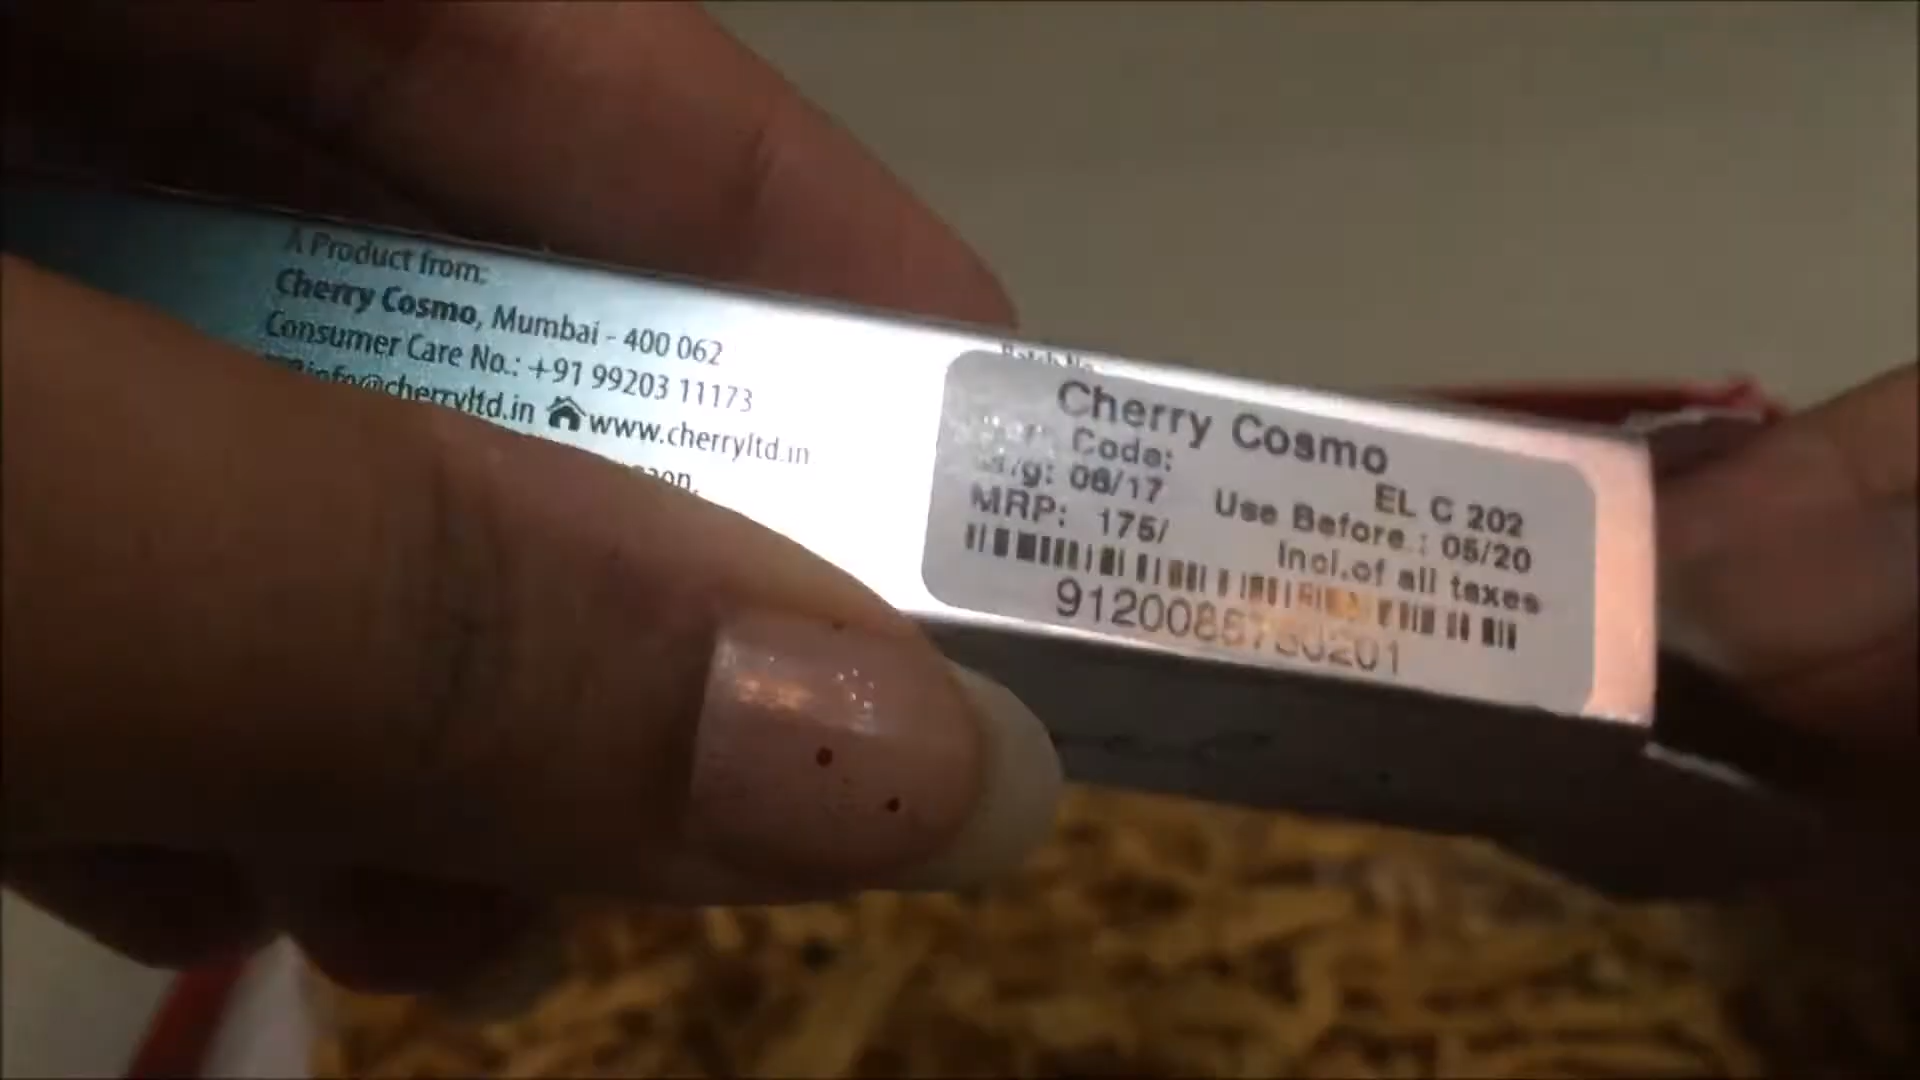 A Product from:
Cherry Cosmo, Mumbai - 400 062
Consumer Care No.: +91 99203 11173
info@cherryltd.in www.cherryltd.in
Cherry Cosmo
Code: EL C 202
06/17 Use Before.: 05/20
MRP: 175/ Incl.of all taxes